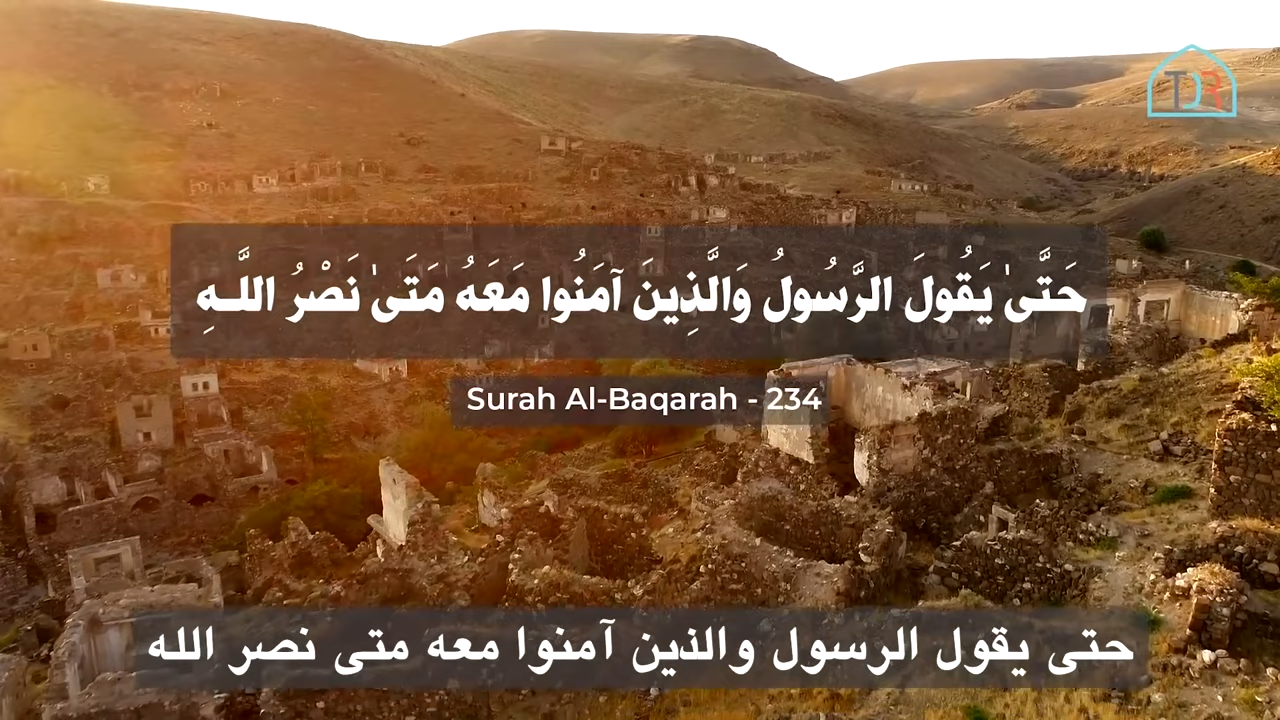 TDR
حَتَّىٰ يَقُولَ الرَّسُولُ وَالَّذِينَ آمَنُوا مَعَهُ مَتَىٰ نَصْرُ اللَّـهِ
Surah Al-Baqarah - 234
حتى يقول الرسول والذين آمنوا معه متى نصر الله